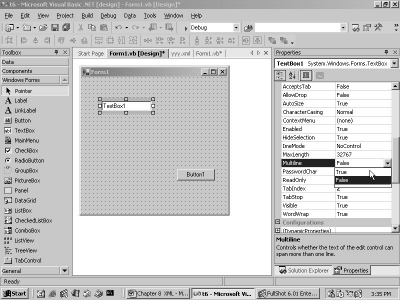 t6 - Microsoft Visual Basic .NET [design] - Form1.vb [Design]*
File Edit View Project Build Debug Data Tools Window Help
Debug
Toolbox
Data
Components
Windows Forms
Pointer
Label
LinkLabel
Button
TextBox
MainMenu
CheckBox
RadioButton
GroupBox
PictureBox
Panel
DataGrid
ListBox
CheckedListBox
ComboBox
ListView
TreeView
TabControl
General
Start Page Form1.vb [Design]* yyy.xml Form1.vb*
Form1
TextBox1
Button1
Properties
TextBox1 System.Windows.Forms.TextBox
AcceptsTab False
AllowDrop False
AutoSize True
CharacterCasing Normal
ContextMenu (none)
Enabled True
HideSelection True
ImeMode NoControl
MaxLength 32767
Multiline False
PasswordChar True
ReadOnly False
TabIndex 2
TabStop True
Visible True
WordWrap True
Configurations
(DynamicProperties)
Multiline
Controls whether the text of the edit control can
span more than one line.
Solution Explorer Properties
Start Chapter 8 XML - M... t6 - Microsoft Vi... FullShot 6.01 Enter... 3:35 PM